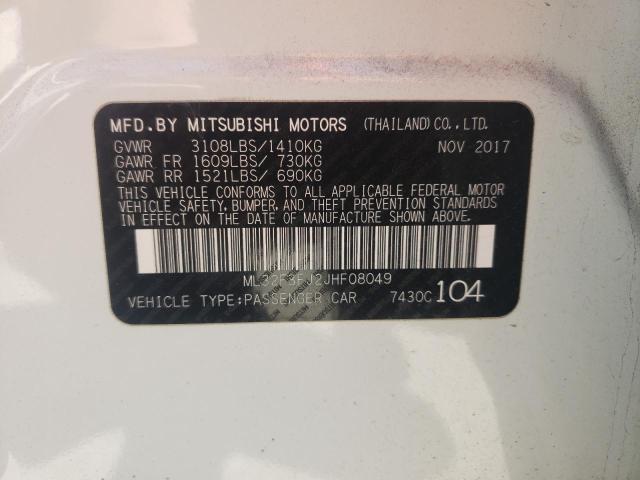 MFD.BY MITSUBISHI MOTORS (THAILAND)CO.,LTD.
GVWR 3108LBS/1410KG NOV 2017
GAWR FR 1609LBS/ 730KG
GAWR RR 1521LBS/ 690KG
THIS VEHICLE CONFORMS TO ALL APPLICABLE FEDERAL MOTOR
VEHICLE SAFETY, BUMPER, AND THEFT PREVENTION STANDARDS
IN EFFECT ON THE DATE OF MANUFACTURE SHOWN ABOVE.
ML32F3FJ2JHF08049
VEHICLE TYPE:PASSENGER CAR 7430C 104